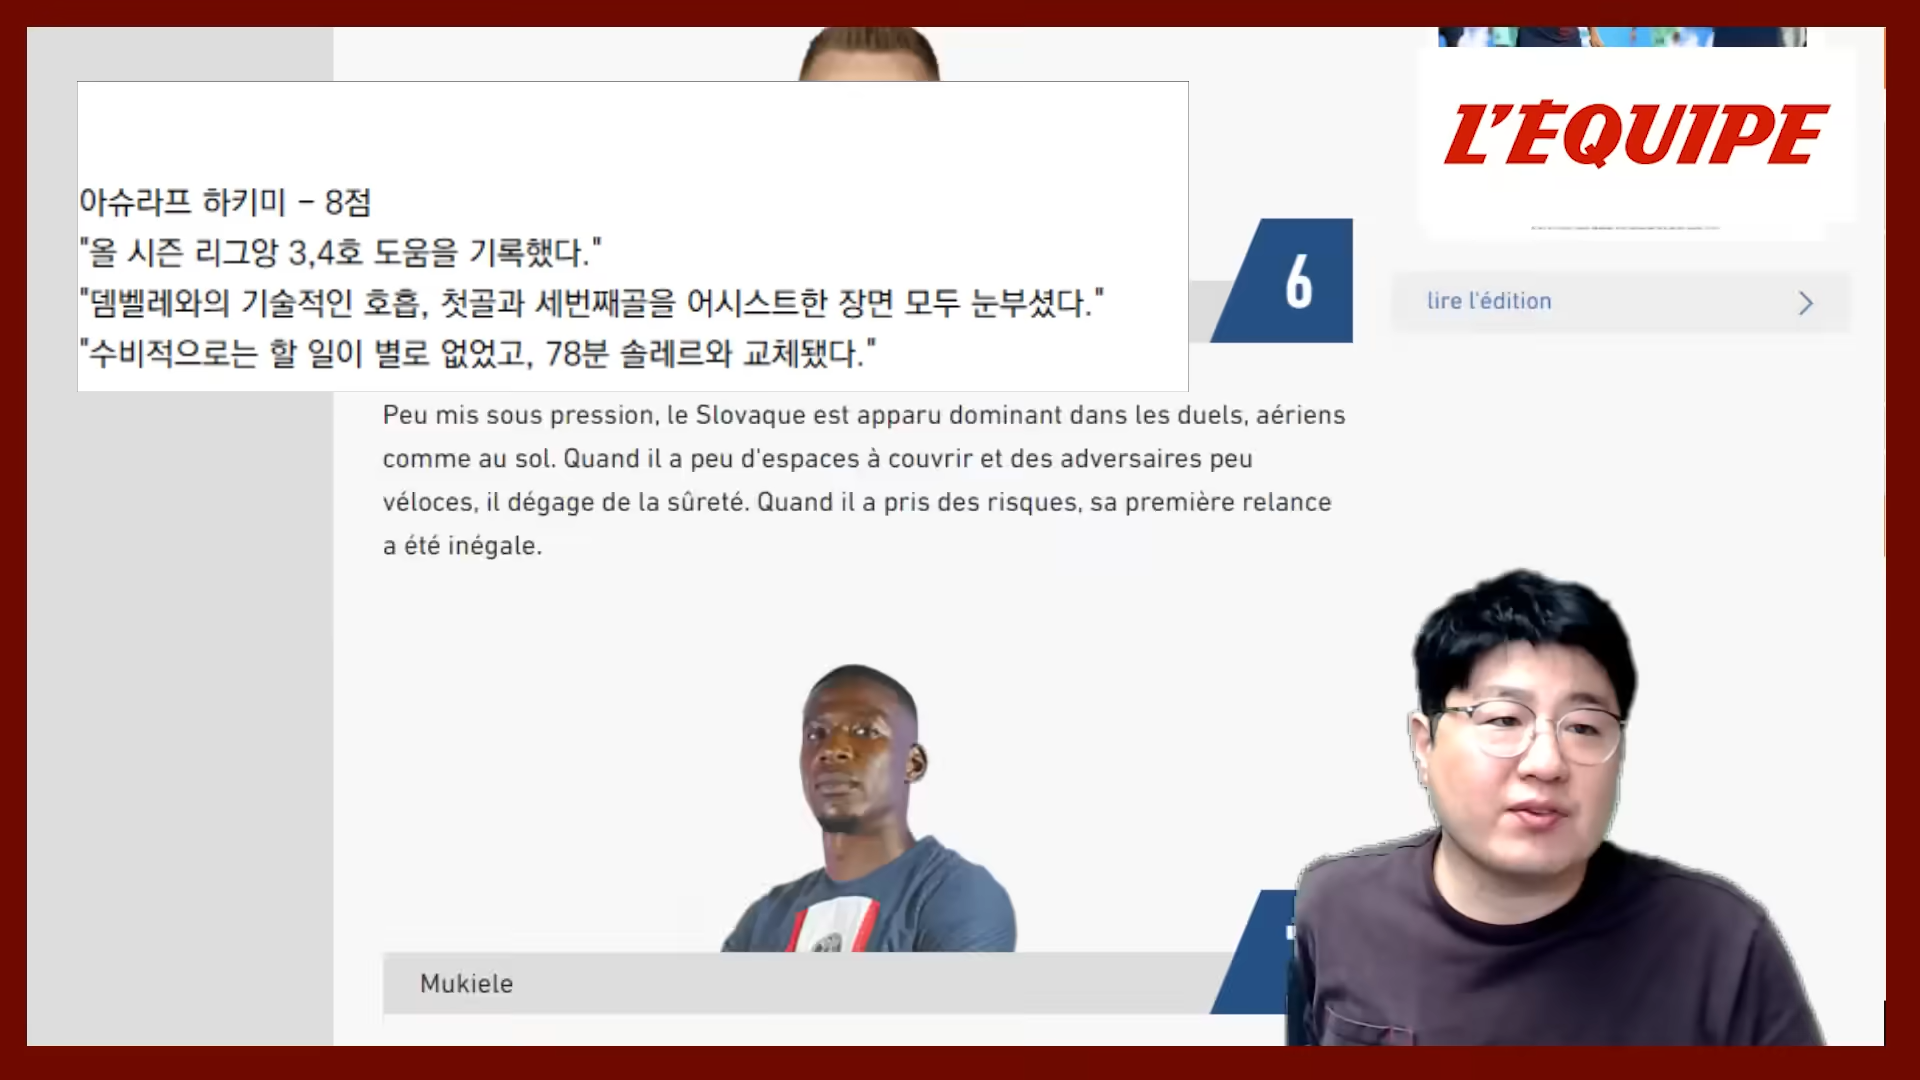 L'ÉQUIPE
아슈라프 하키미 - 8점
"올 시즌 리그앙 3,4호 도움을 기록했다."
"뎀벨레와의 기술적인 호흡, 첫골과 세번째골을 어시스트한 장면 모두 눈부셨다."
"수비적으로는 할 일이 별로 없었고, 78분 솔레르와 교체됐다."
6
lire l'édition
Peu mis sous pression, le Slovaque est apparu dominant dans les duels, aériens
comme au sol. Quand il a peu d'espaces à couvrir et des adversaires peu
véloces, il dégage de la sûreté. Quand il a pris des risques, sa première relance
a été inégale.
Mukiele